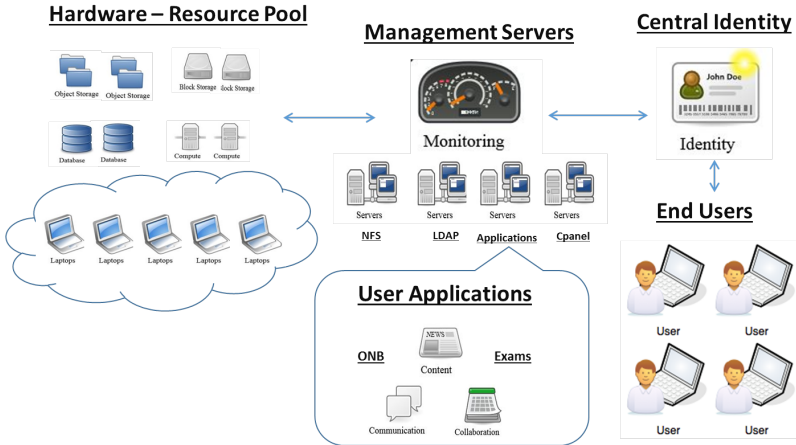 Hardware – Resource Pool
Management Servers
Central Identity
Object Storage
Object Storage
Block Storage
lock Storage
Database
Database
Compute
Compute
Laptops
Laptops
Laptops
Laptops
Laptops
Monitoring
Servers
Servers
Servers
Servers
NFS
LDAP
Applications
Cpanel
John Doe
Identity
End Users
User
User
User
User
User Applications
ONB
NEWS
Exams
Content
Communication
Collaboration